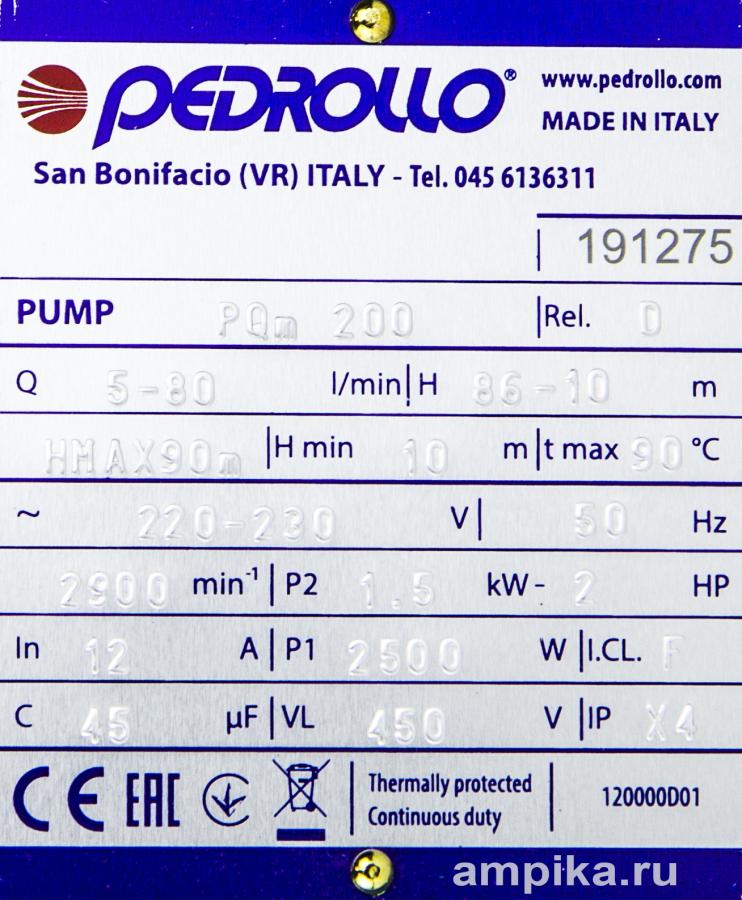 PEDROLLO® www.pedrollo.com
MADE IN ITALY
San Bonifacio (VR) ITALY - Tel. 045 6136311
191275
PUMP PQm 200 Rel. D
Q 5-80 l/min H 86-10 m
HMAX90m H min 10 m t max 90 °C
~ 220-230 V 50 Hz
2900 min⁻¹ P2 1.5 kW - 2 HP
In 12 A P1 2500 W I.CL. F
C 45 µF VL 450 V IP X4
CE EAC Thermally protected
Continuous duty 120000D01
ampika.ru